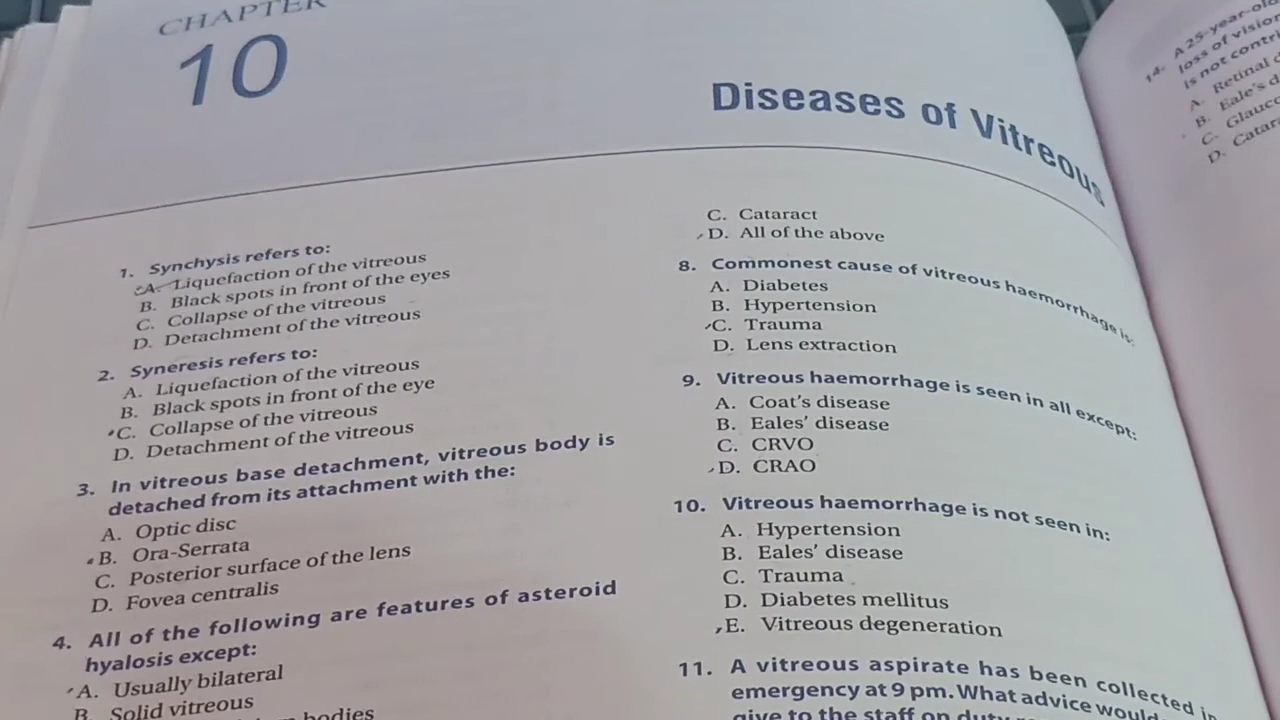 CHAPTER
10
Diseases of Vitreous
1. Synchysis refers to:
A. Liquefaction of the vitreous
B. Black spots in front of the eyes
C. Collapse of the vitreous
D. Detachment of the vitreous
2. Syneresis refers to:
A. Liquefaction of the vitreous
B. Black spots in front of the eye
C. Collapse of the vitreous
D. Detachment of the vitreous
3. In vitreous base detachment, vitreous body is
detached from its attachment with the:
A. Optic disc
B. Ora-Serrata
C. Posterior surface of the lens
D. Fovea centralis
4. All of the following are features of asteroid
hyalosis except:
A. Usually bilateral
B. Solid vitreous
bodies
C. Cataract
D. All of the above
8. Commonest cause of vitreous haemorrhage is:
A. Diabetes
B. Hypertension
C. Trauma
D. Lens extraction
9. Vitreous haemorrhage is seen in all except:
A. Coat's disease
B. Eales' disease
C. CRVO
D. CRAO
10. Vitreous haemorrhage is not seen in:
A. Hypertension
B. Eales' disease
C. Trauma
D. Diabetes mellitus
E. Vitreous degeneration
11. A vitreous aspirate has been collected in
emergency at 9 pm. What advice would
give to the staff on duty
14. A 25-year-old
loss of vision
is not contri
A. Retinal d
B. Eale's d
C. Glauco
D. Catar